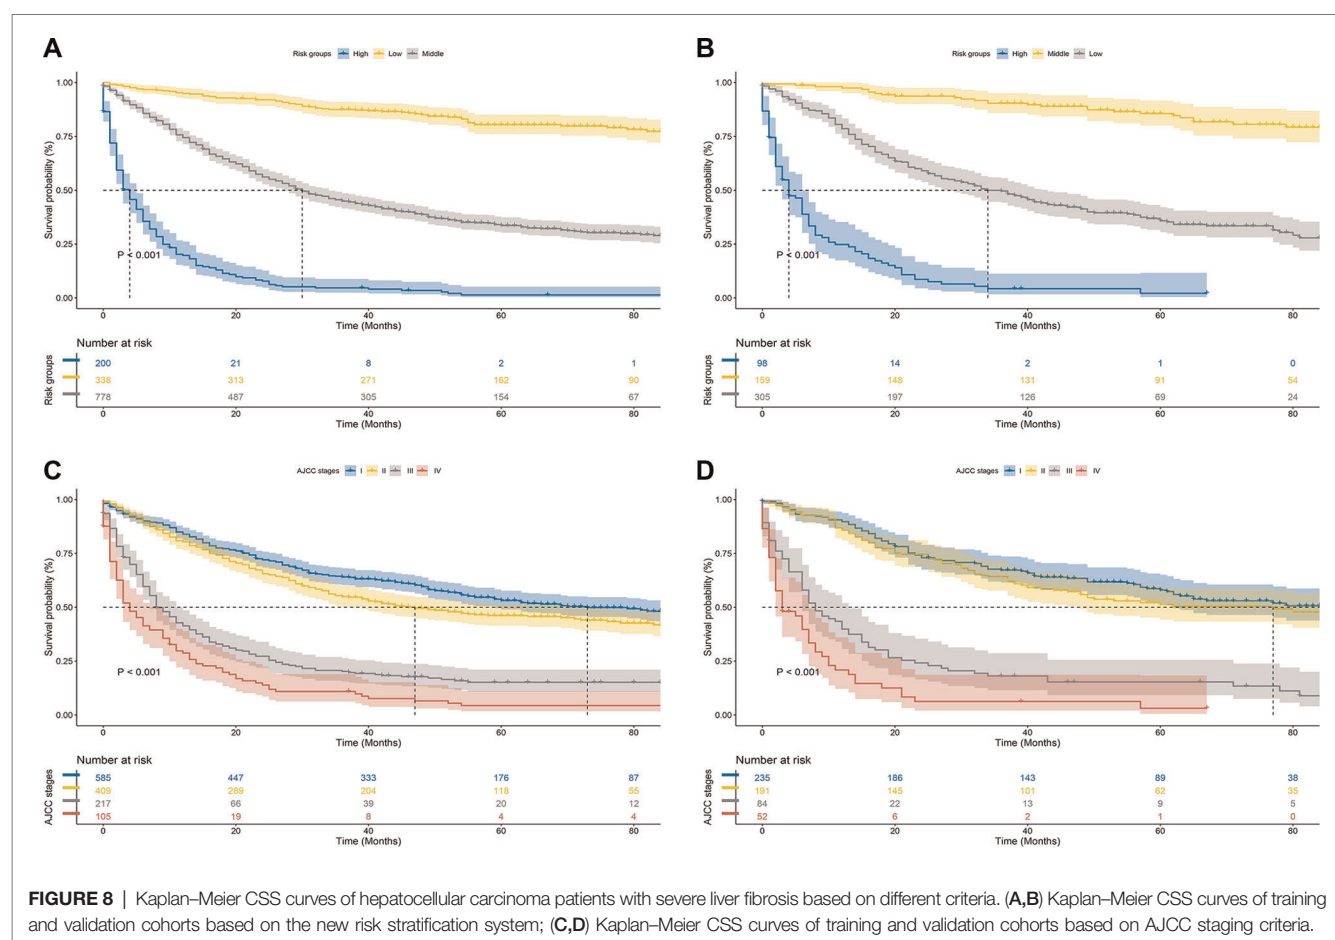 A
Risk groups High Low Middle
1.00
0.75
0.50
0.25
0.00
Survival probability (%)
P < 0.001
0 20 40 60 80
Time (Months)
Number at risk
Risk groups
200 21 8 2 1
338 313 271 162 90
778 487 305 154 67
0 20 40 60 80
Time (Months)
B
Risk groups High Middle Low
1.00
0.75
0.50
0.25
0.00
Survival probability (%)
P < 0.001
0 20 40 60 80
Time (Months)
Number at risk
Risk groups
98 14 2 1 0
159 148 131 91 54
305 197 126 69 24
0 20 40 60 80
Time (Months)
C
AJCC stages I II III IV
1.00
0.75
0.50
0.25
0.00
Survival probability (%)
P < 0.001
0 20 40 60 80
Time (Months)
Number at risk
AJCC stages
585 447 333 176 87
409 289 204 118 55
217 66 39 20 12
105 19 8 4 4
0 20 40 60 80
Time (Months)
D
AJCC stages I II III IV
1.00
0.75
0.50
0.25
0.00
Survival probability (%)
P < 0.001
0 20 40 60 80
Time (Months)
Number at risk
AJCC stages
235 186 143 89 38
191 145 101 62 35
84 22 13 9 5
52 6 2 1 0
0 20 40 60 80
Time (Months)
FIGURE 8 | Kaplan–Meier CSS curves of hepatocellular carcinoma patients with severe liver fibrosis based on different criteria. (A,B) Kaplan–Meier CSS curves of training
and validation cohorts based on the new risk stratification system; (C,D) Kaplan–Meier CSS curves of training and validation cohorts based on AJCC staging criteria.